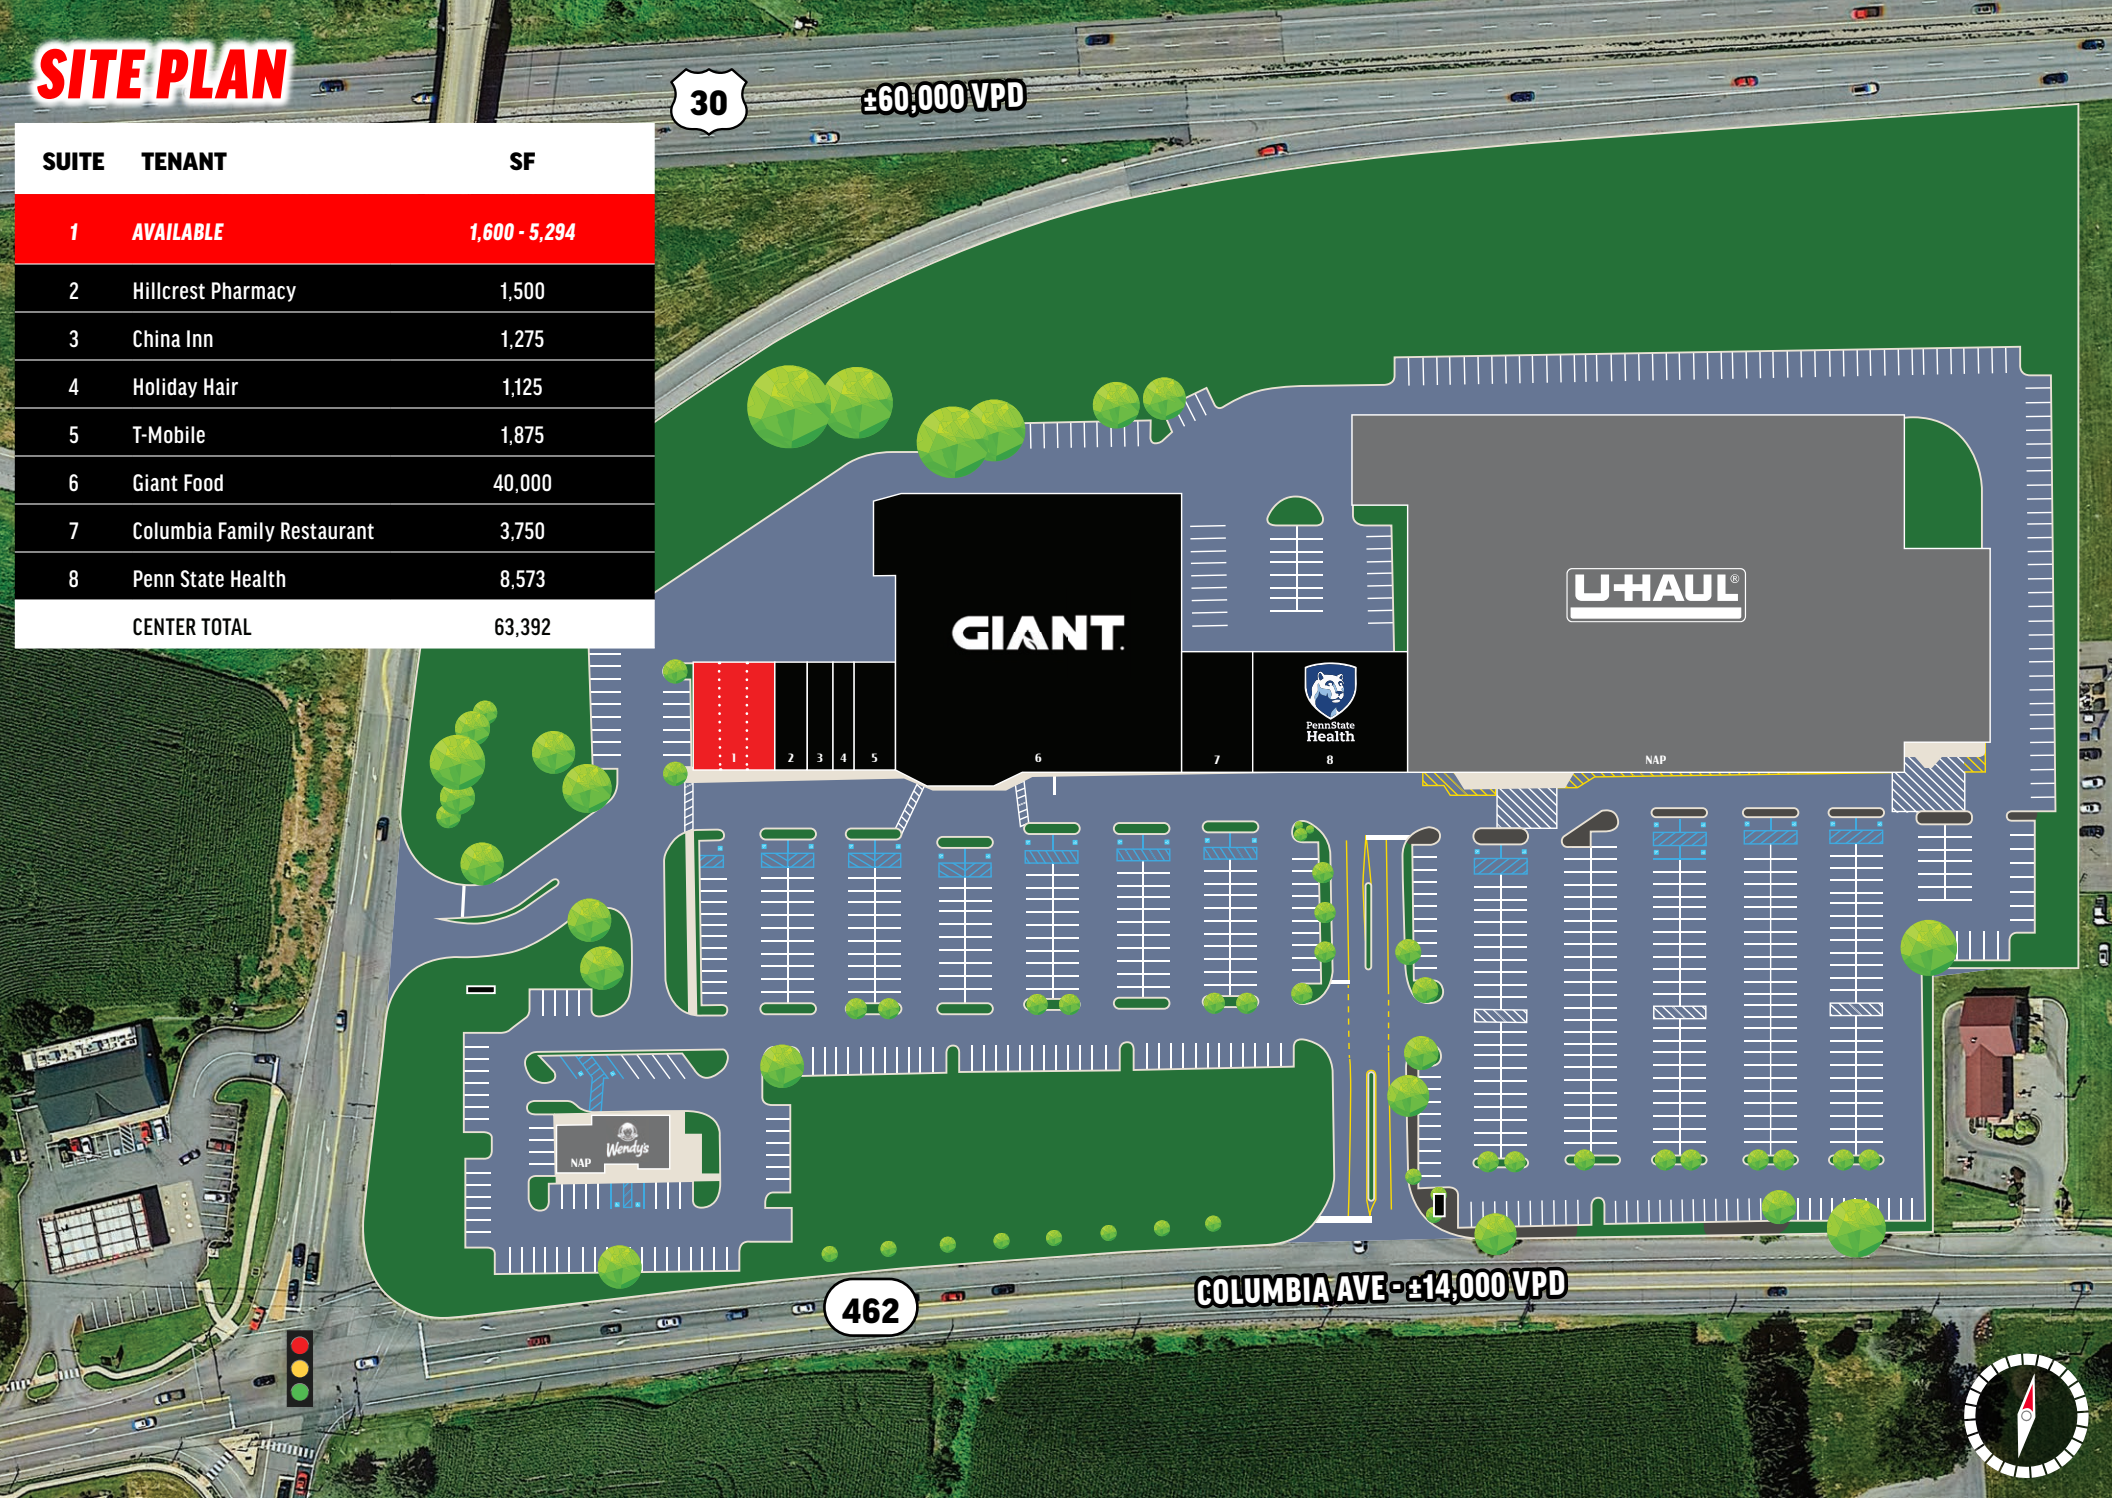 SITE PLAN
30
±60,000 VPD
SUITE TENANT SF
1 AVAILABLE 1,600 - 5,294
2 Hillcrest Pharmacy 1,500
3 China Inn 1,275
4 Holiday Hair 1,125
5 T-Mobile 1,875
6 Giant Food 40,000
7 Columbia Family Restaurant 3,750
8 Penn State Health 8,573
CENTER TOTAL 63,392
GIANT.
U-HAUL®
PennState
Health
1 2 3 4 5 6 7 8 NAP
Wendy's
NAP
COLUMBIA AVE - ±14,000 VPD
462